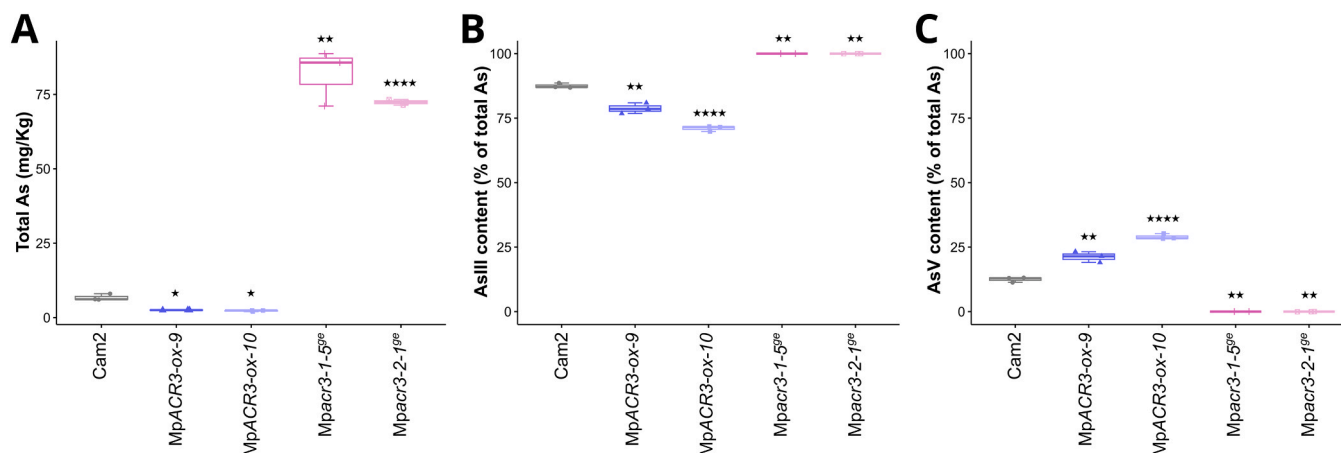 A
Total As (mg/Kg)
75
50
25
0
★★
★★★★
★
★
Cam2
MpACR3-ox-9
MpACR3-ox-10
Mpacr3-1-5ge
Mpacr3-2-1ge
B
AsIII content (% of total As)
100
75
50
25
0
★★
★★★★
★★
★★
Cam2
MpACR3-ox-9
MpACR3-ox-10
Mpacr3-1-5ge
Mpacr3-2-1ge
C
AsV content (% of total As)
100
75
50
25
0
★★
★★★★
★★
★★
Cam2
MpACR3-ox-9
MpACR3-ox-10
Mpacr3-1-5ge
Mpacr3-2-1ge